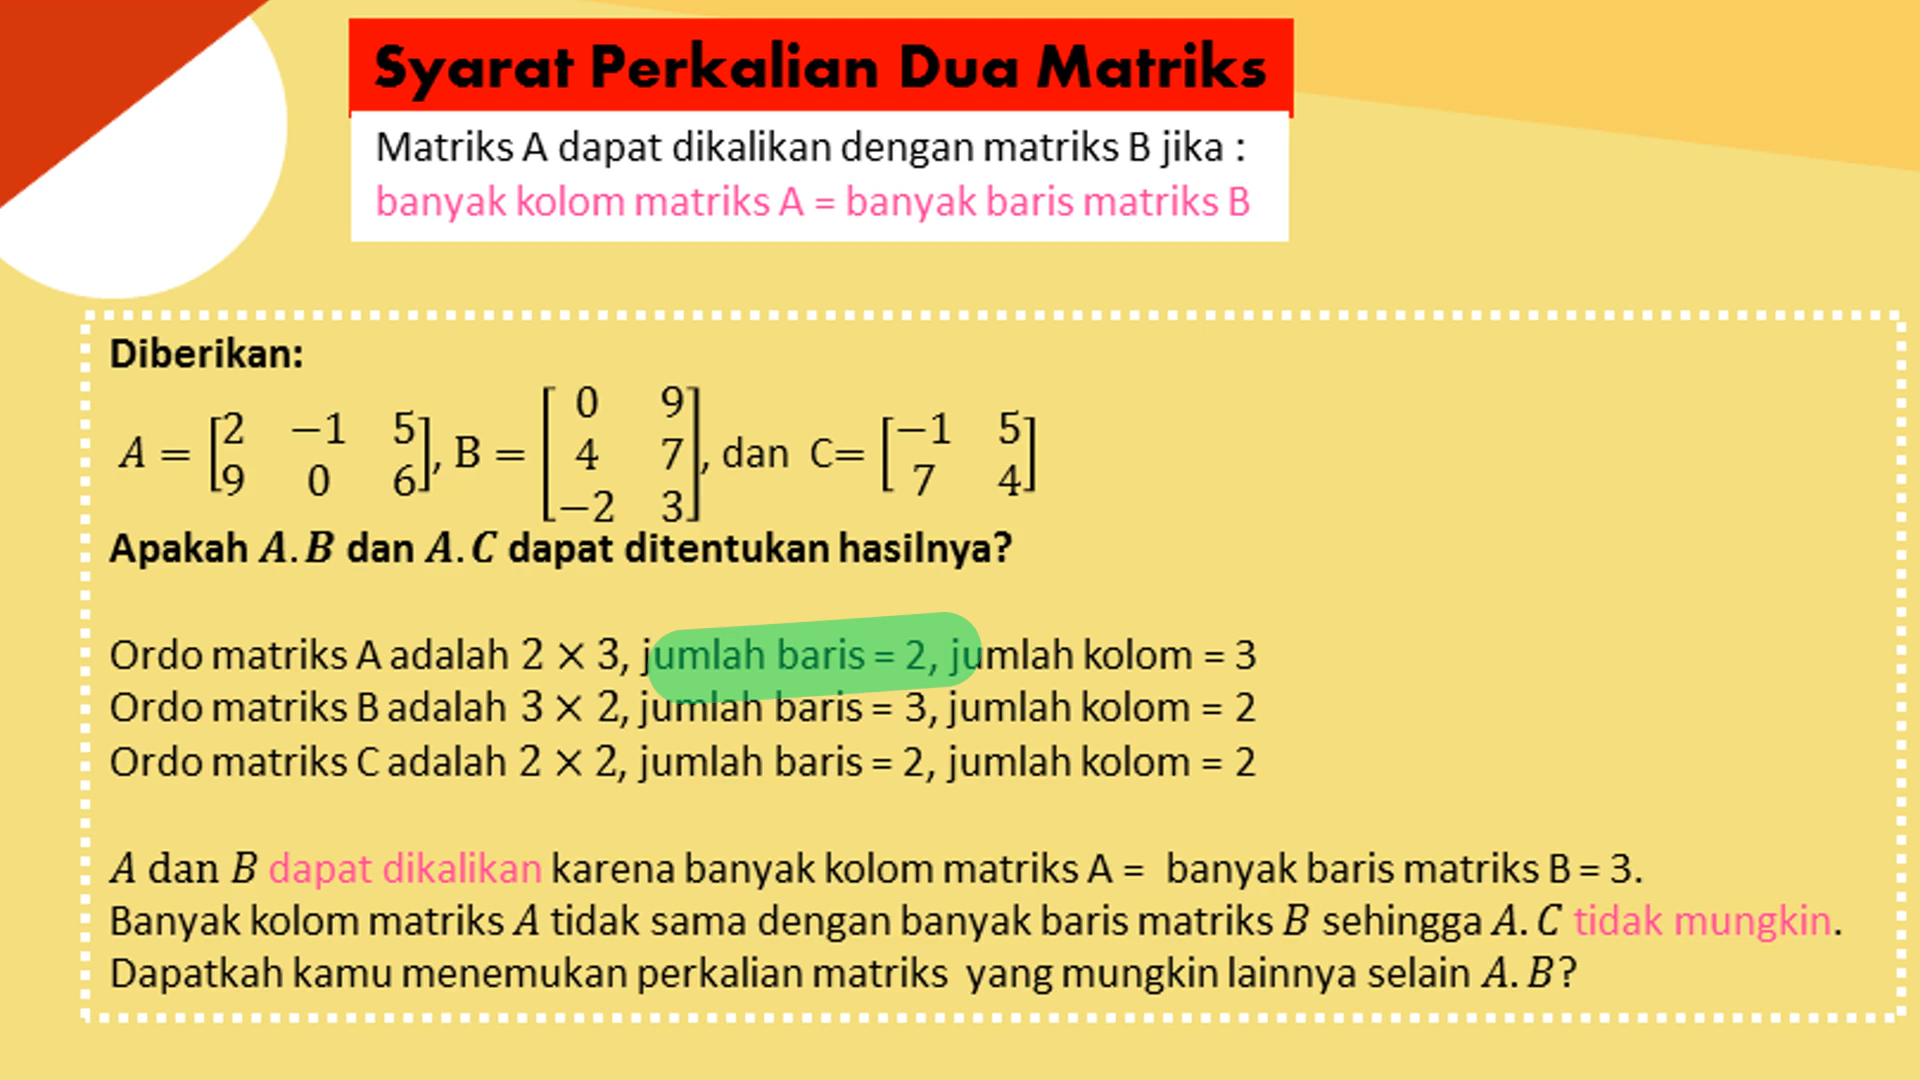 Syarat Perkalian Dua Matriks
Matriks A dapat dikalikan dengan matriks B jika :
banyak kolom matriks A = banyak baris matriks B
Diberikan:
A = [2 −1 5; 9 0 6], B = [0 9; 4 7; −2 3], dan C= [−1 5; 7 4]
Apakah A.B dan A.C dapat ditentukan hasilnya?
Ordo matriks A adalah 2 × 3, jumlah baris = 2, jumlah kolom = 3
Ordo matriks B adalah 3 × 2, jumlah baris = 3, jumlah kolom = 2
Ordo matriks C adalah 2 × 2, jumlah baris = 2, jumlah kolom = 2
A dan B dapat dikalikan karena banyak kolom matriks A = banyak baris matriks B = 3.
Banyak kolom matriks A tidak sama dengan banyak baris matriks B sehingga A.C tidak mungkin.
Dapatkah kamu menemukan perkalian matriks yang mungkin lainnya selain A.B?